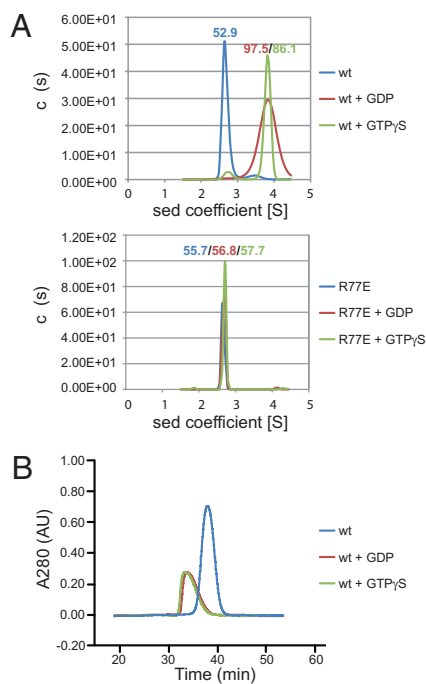 A
6.00E+01
5.00E+01
4.00E+01
3.00E+01
2.00E+01
1.00E+01
0.00E+00
c (s)
52.9
97.5/86.1
0 1 2 3 4 5
sed coefficient [S]
wt
wt + GDP
wt + GTPγS
1.20E+02
1.00E+02
8.00E+01
6.00E+01
4.00E+01
2.00E+01
0.00E+00
c (s)
55.7/56.8/57.7
0 1 2 3 4 5
sed coefficient [S]
R77E
R77E + GDP
R77E + GTPγS
B
1.00
0.80
0.60
0.40
0.20
0.00
-0.20
A280 (AU)
20 30 40 50 60
Time (min)
wt
wt + GDP
wt + GTPγS